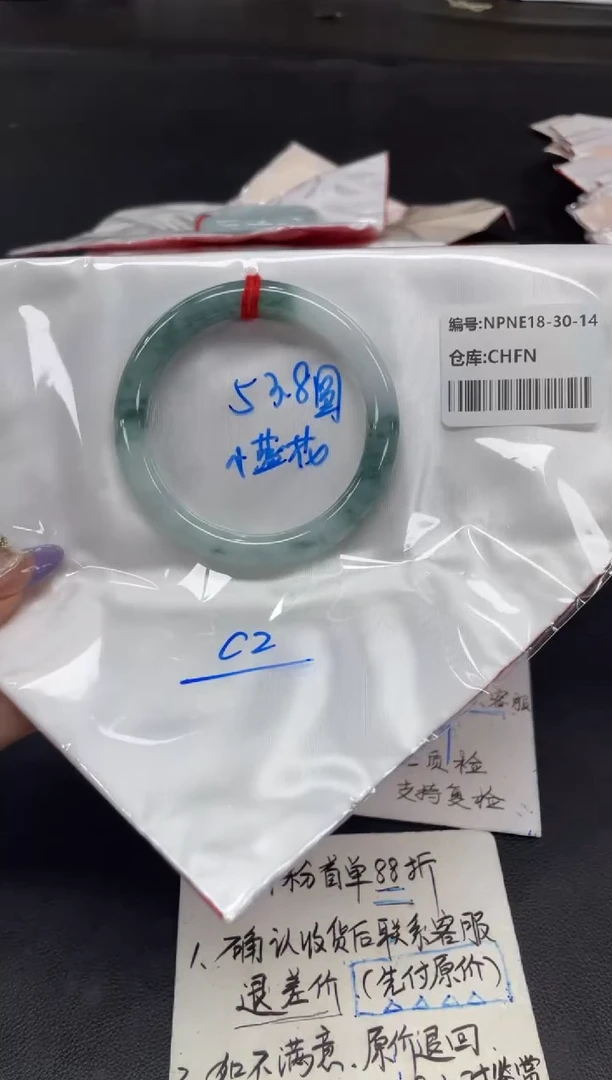 编号:NPNE18-30-14
仓库:CHFN
53.8圆
蓝花
C2
客服
质检
支持复检
粉首单88折
1、确认收货后联系客服
退差价(先付原价)
如不满意、原价退回